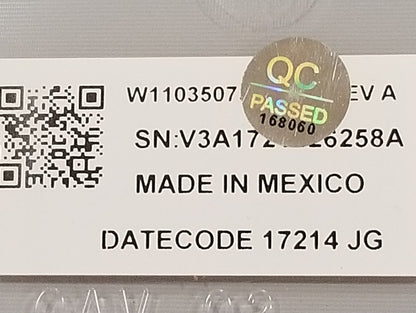 W1103507 EV A
QC
PASSED
168060
SN:V3A172 26258A
MADE IN MEXICO
DATECODE 17214 JG